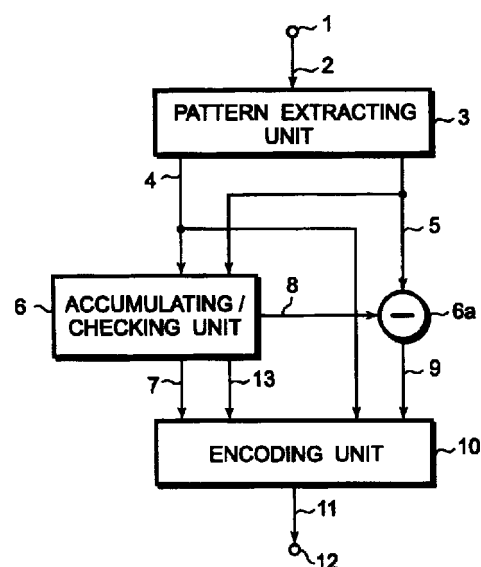 1
2
PATTERN EXTRACTING
UNIT
3
4
5
6
ACCUMULATING /
CHECKING UNIT
8
6a
7
13
9
ENCODING UNIT
10
11
12